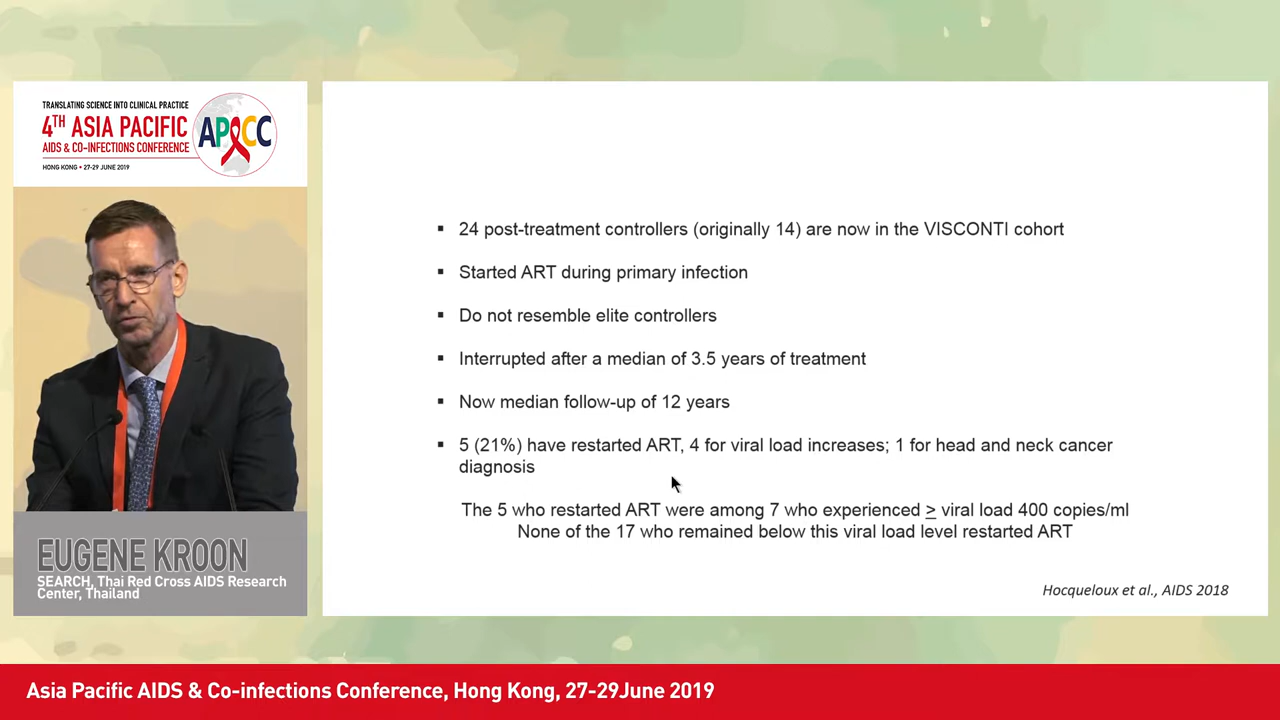 TRANSLATING SCIENCE INTO CLINICAL PRACTICE
4TH ASIA PACIFIC
AIDS & CO-INFECTIONS CONFERENCE
HONG KONG • 27-29 JUNE 2019
APACC
EUGENE KROON
SEARCH, Thai Red Cross AIDS Research
Center, Thailand
▪ 24 post-treatment controllers (originally 14) are now in the VISCONTI cohort
▪ Started ART during primary infection
▪ Do not resemble elite controllers
▪ Interrupted after a median of 3.5 years of treatment
▪ Now median follow-up of 12 years
▪ 5 (21%) have restarted ART, 4 for viral load increases; 1 for head and neck cancer
diagnosis
The 5 who restarted ART were among 7 who experienced ≥ viral load 400 copies/ml
None of the 17 who remained below this viral load level restarted ART
Hocqueloux et al., AIDS 2018
Asia Pacific AIDS & Co-infections Conference, Hong Kong, 27-29June 2019